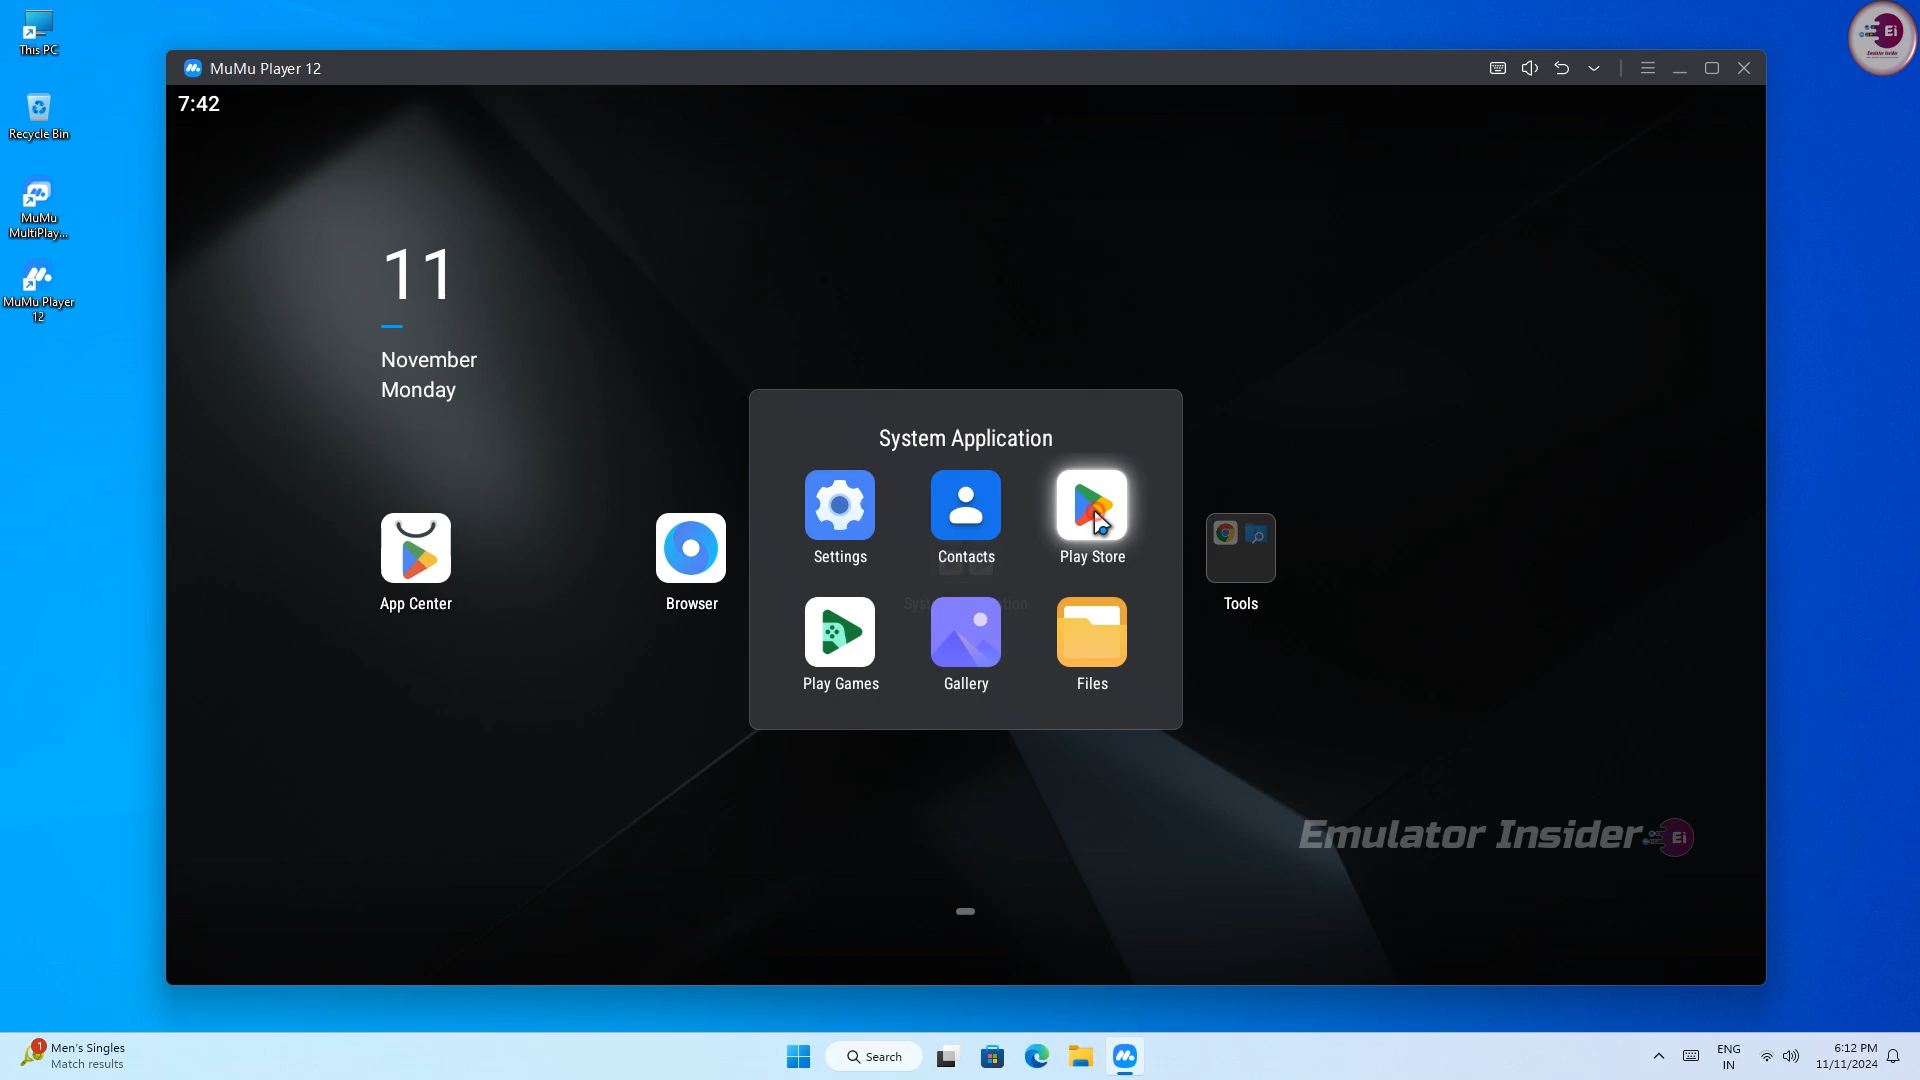 This PC
Recycle Bin
MuMu
MultiPlay...
MuMu Player
12
Ei
MuMu Player 12
7:42
11
November
Monday
System Application
Settings
Contacts
Play Store
Play Games
Gallery
Files
App Center
Browser
Tools
Emulator Insider
Ei
1
Men's Singles
Match results
Search
ENG
IN
6:12 PM
11/11/2024